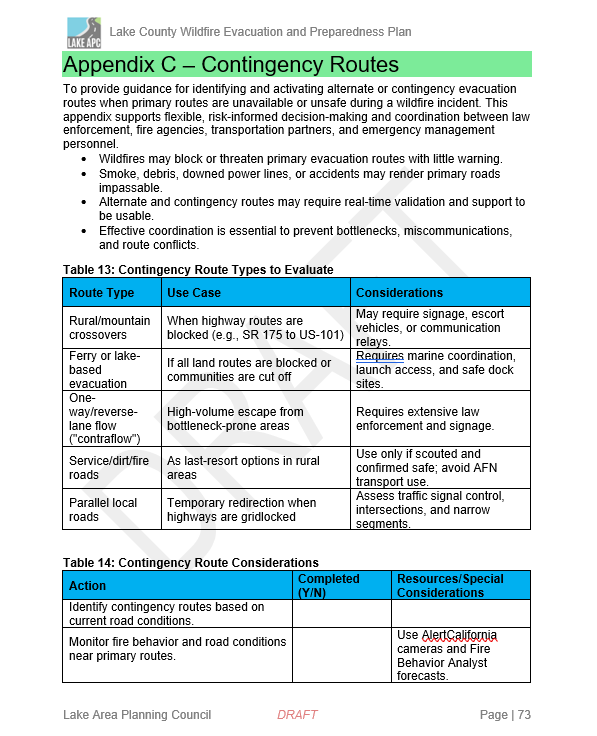 LAKE APC
Lake County Wildfire Evacuation and Preparedness Plan
Appendix C – Contingency Routes
To provide guidance for identifying and activating alternate or contingency evacuation
routes when primary routes are unavailable or unsafe during a wildfire incident. This
appendix supports flexible, risk-informed decision-making and coordination between law
enforcement, fire agencies, transportation partners, and emergency management
personnel.
• Wildfires may block or threaten primary evacuation routes with little warning.
• Smoke, debris, downed power lines, or accidents may render primary roads
impassable.
• Alternate and contingency routes may require real-time validation and support to
be usable.
• Effective coordination is essential to prevent bottlenecks, miscommunications,
and route conflicts.
DRAFT
Table 13: Contingency Route Types to Evaluate
Route Type
Use Case
Considerations
Rural/mountain
crossovers
When highway routes are
blocked (e.g., SR 175 to US-101)
May require signage, escort
vehicles, or communication
relays.
Ferry or lake-
based
evacuation
If all land routes are blocked or
communities are cut off
Requires marine coordination,
launch access, and safe dock
sites.
One-
way/reverse-
lane flow
("contraflow")
High-volume escape from
bottleneck-prone areas
Requires extensive law
enforcement and signage.
Service/dirt/fire
roads
As last-resort options in rural
areas
Use only if scouted and
confirmed safe; avoid AFN
transport use.
Parallel local
roads
Temporary redirection when
highways are gridlocked
Assess traffic signal control,
intersections, and narrow
segments.
Table 14: Contingency Route Considerations
Action
Completed
(Y/N)
Resources/Special
Considerations
Identify contingency routes based on
current road conditions.
Monitor fire behavior and road conditions
near primary routes.
Use AlertCalifornia
cameras and Fire
Behavior Analyst
forecasts.
Lake Area Planning Council
DRAFT
Page | 73